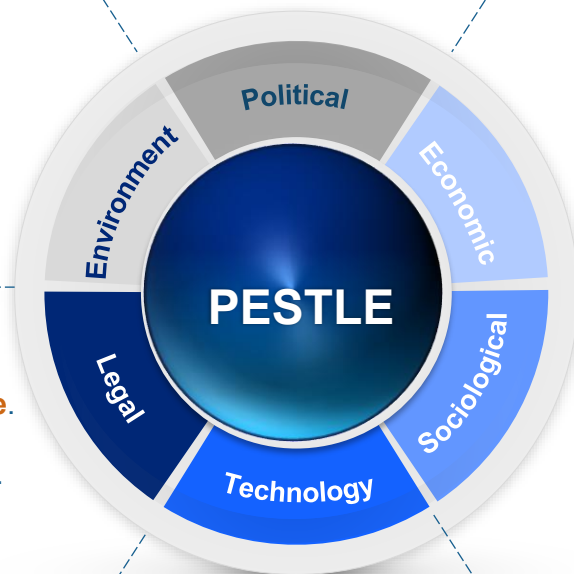 Political
Economic
Sociological
Technology
Legal
Environment
PESTLE
e.
.